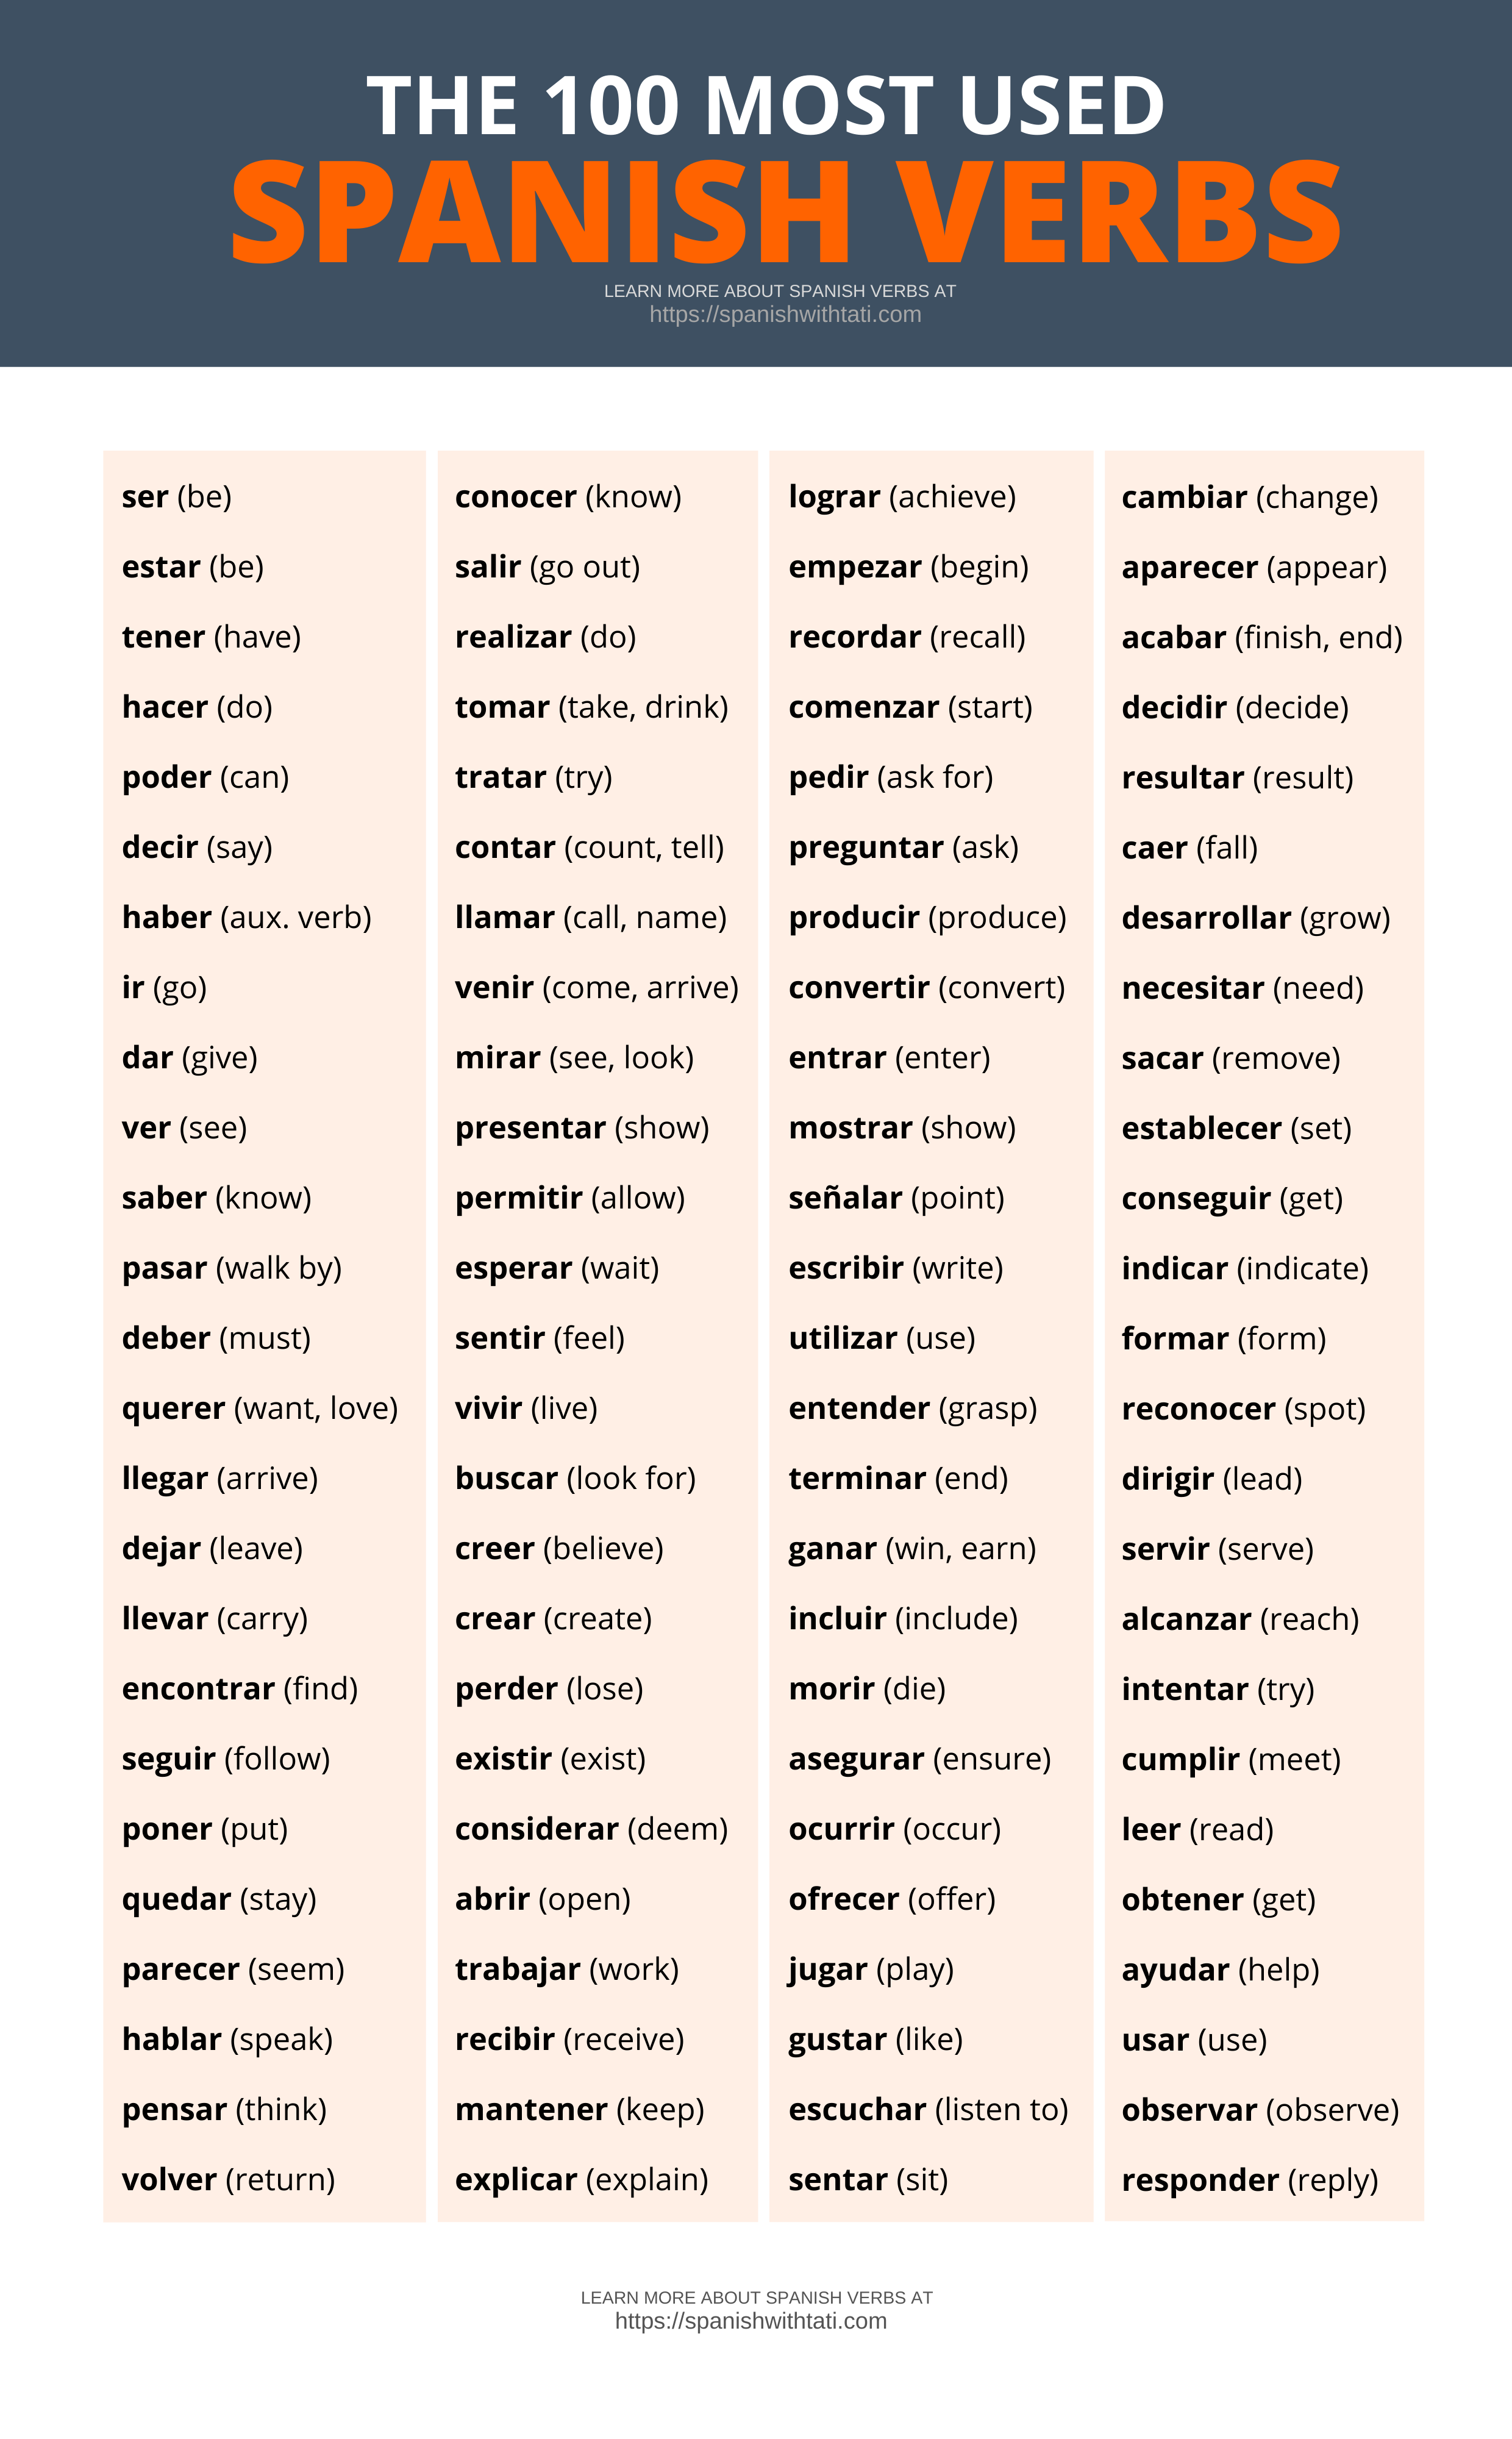 THE 100 MOST USED
SPANISH VERBS
LEARN MORE ABOUT SPANISH VERBS AT
https://spanishwithtati.com
ser (be)
estar (be)
tener (have)
hacer (do)
poder (can)
decir (say)
haber (aux. verb)
ir (go)
dar (give)
ver (see)
saber (know)
pasar (walk by)
deber (must)
querer (want, love)
llegar (arrive)
dejar (leave)
llevar (carry)
encontrar (find)
seguir (follow)
poner (put)
quedar (stay)
parecer (seem)
hablar (speak)
pensar (think)
volver (return)
conocer (know)
salir (go out)
realizar (do)
tomar (take, drink)
tratar (try)
contar (count, tell)
llamar (call, name)
venir (come, arrive)
mirar (see, look)
presentar (show)
permitir (allow)
esperar (wait)
sentir (feel)
vivir (live)
buscar (look for)
creer (believe)
crear (create)
perder (lose)
existir (exist)
considerar (deem)
abrir (open)
trabajar (work)
recibir (receive)
mantener (keep)
explicar (explain)
lograr (achieve)
empezar (begin)
recordar (recall)
comenzar (start)
pedir (ask for)
preguntar (ask)
producir (produce)
convertir (convert)
entrar (enter)
mostrar (show)
señalar (point)
escribir (write)
utilizar (use)
entender (grasp)
terminar (end)
ganar (win, earn)
incluir (include)
morir (die)
asegurar (ensure)
ocurrir (occur)
ofrecer (offer)
jugar (play)
gustar (like)
escuchar (listen to)
sentar (sit)
cambiar (change)
aparecer (appear)
acabar (finish, end)
decidir (decide)
resultar (result)
caer (fall)
desarrollar (grow)
necesitar (need)
sacar (remove)
establecer (set)
conseguir (get)
indicar (indicate)
formar (form)
reconocer (spot)
dirigir (lead)
servir (serve)
alcanzar (reach)
intentar (try)
cumplir (meet)
leer (read)
obtener (get)
ayudar (help)
usar (use)
observar (observe)
responder (reply)
LEARN MORE ABOUT SPANISH VERBS AT
https://spanishwithtati.com